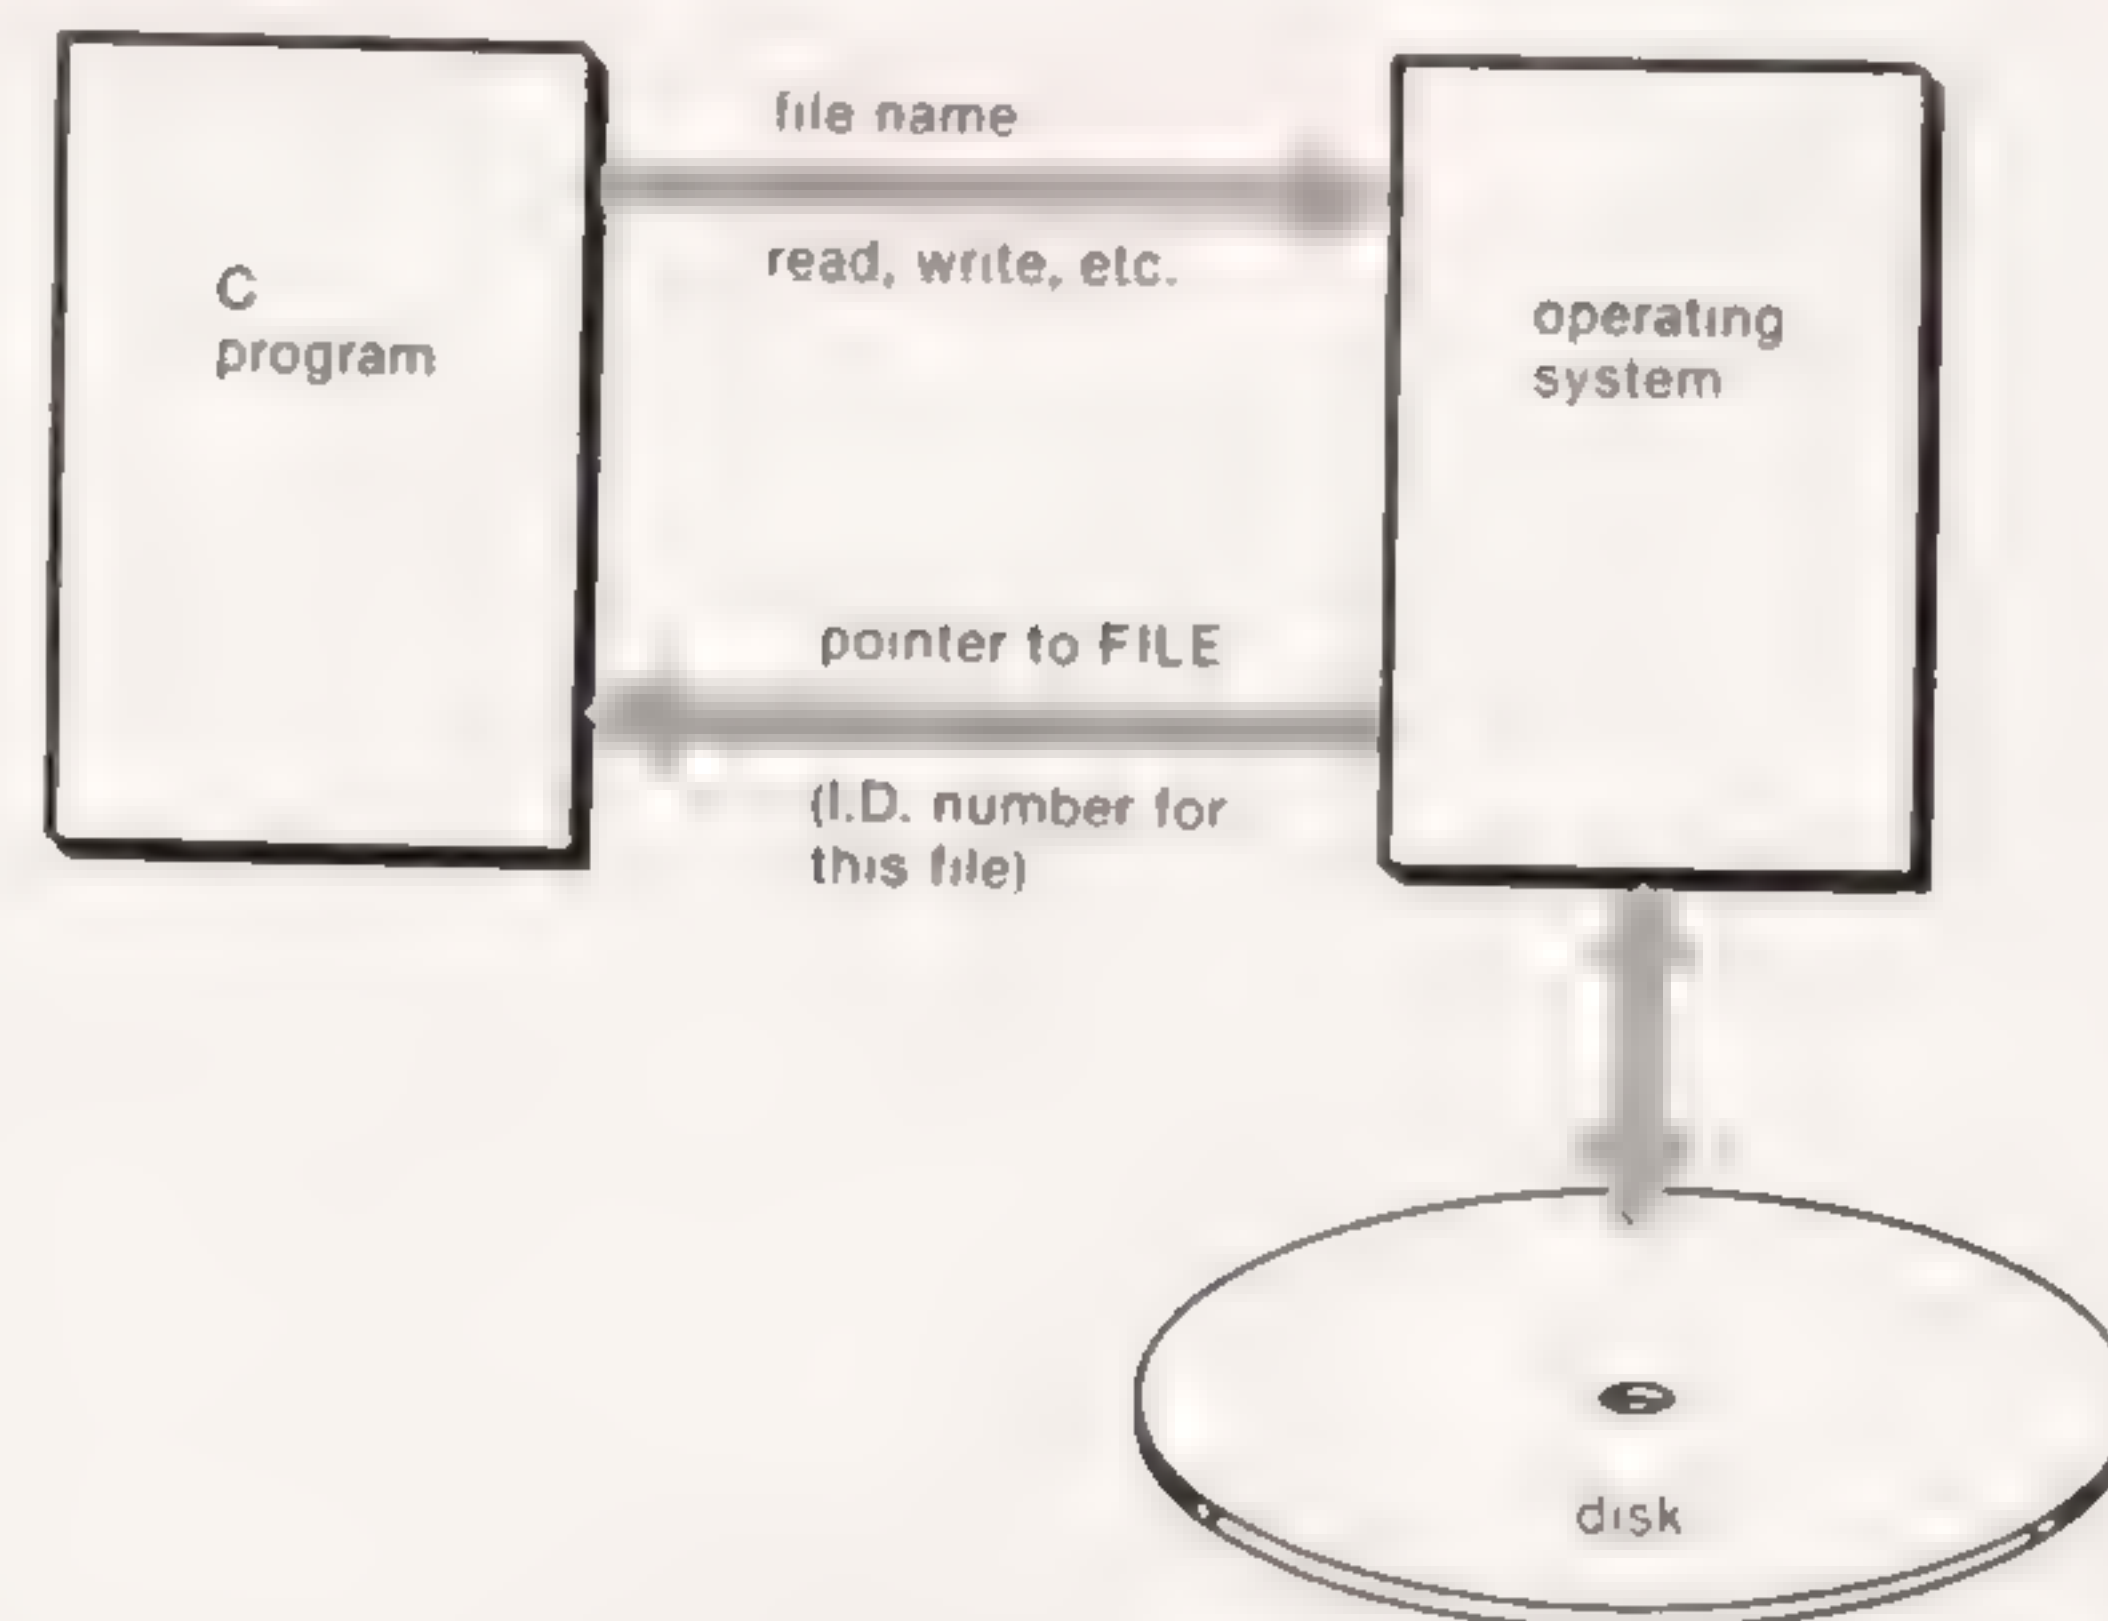 file name
read, write, etc.
C
program
operating
system
pointer to FILE
(I.D. number for
this file)
disk